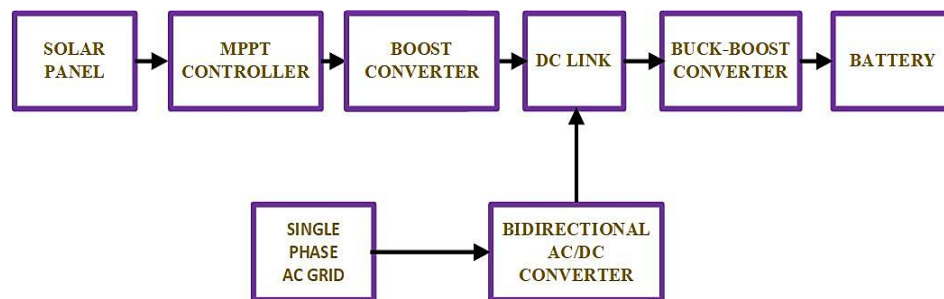 SOLAR
PANEL
MPPT
CONTROLLER
BOOST
CONVERTER
DC LINK
BUCK-BOOST
CONVERTER
BATTERY
SINGLE
PHASE
AC GRID
BIDIRECTIONAL
AC/DC
CONVERTER